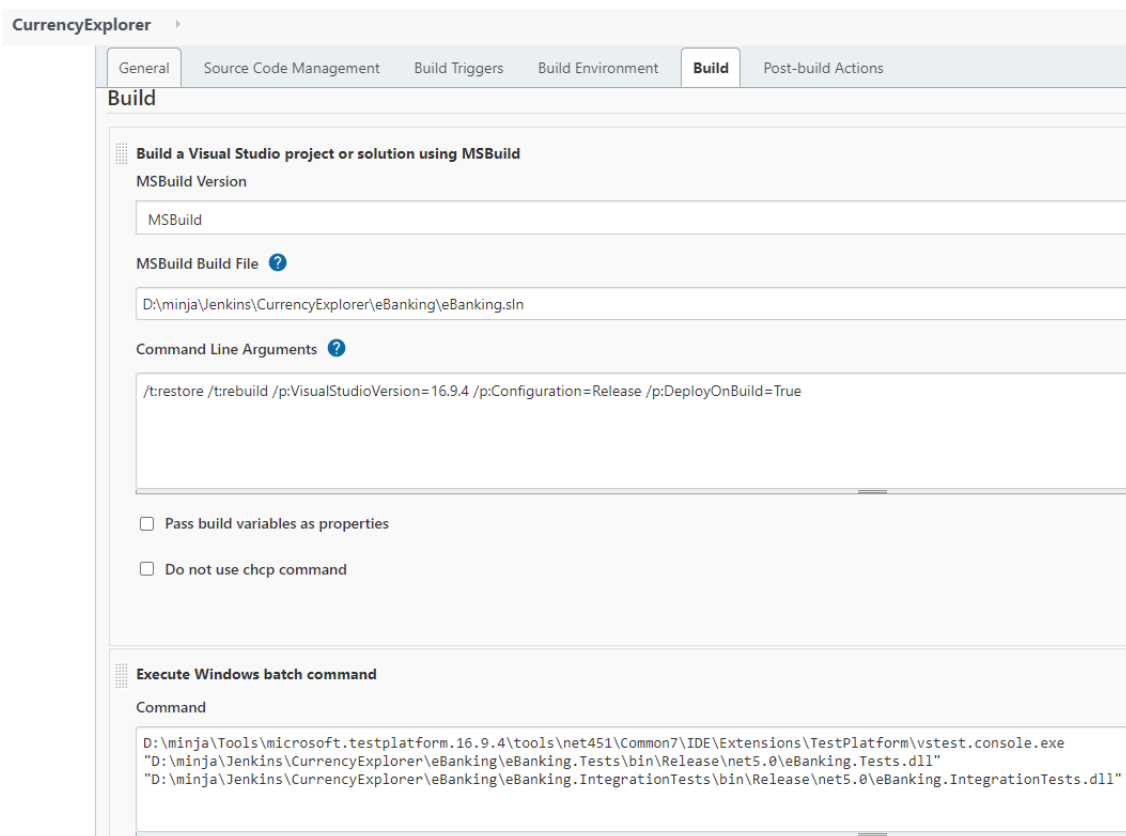 CurrencyExplorer
General Source Code Management Build Triggers Build Environment Build Post-build Actions
Build
Build a Visual Studio project or solution using MSBuild
MSBuild Version
MSBuild
MSBuild Build File ?
D:\minja\Jenkins\CurrencyExplorer\eBanking\eBanking.sln
Command Line Arguments ?
/t:restore /t:rebuild /p:VisualStudioVersion=16.9.4 /p:Configuration=Release /p:DeployOnBuild=True
Pass build variables as properties
Do not use chcp command
Execute Windows batch command
Command
D:\minja\Tools\microsoft.testplatform.16.9.4\tools\net451\Common7\IDE\Extensions\TestPlatform\vstest.console.exe
"D:\minja\Jenkins\CurrencyExplorer\eBanking\eBanking.Tests\bin\Release\net5.0\eBanking.Tests.dll"
"D:\minja\Jenkins\CurrencyExplorer\eBanking\eBanking.IntegrationTests\bin\Release\net5.0\eBanking.IntegrationTests.dll"